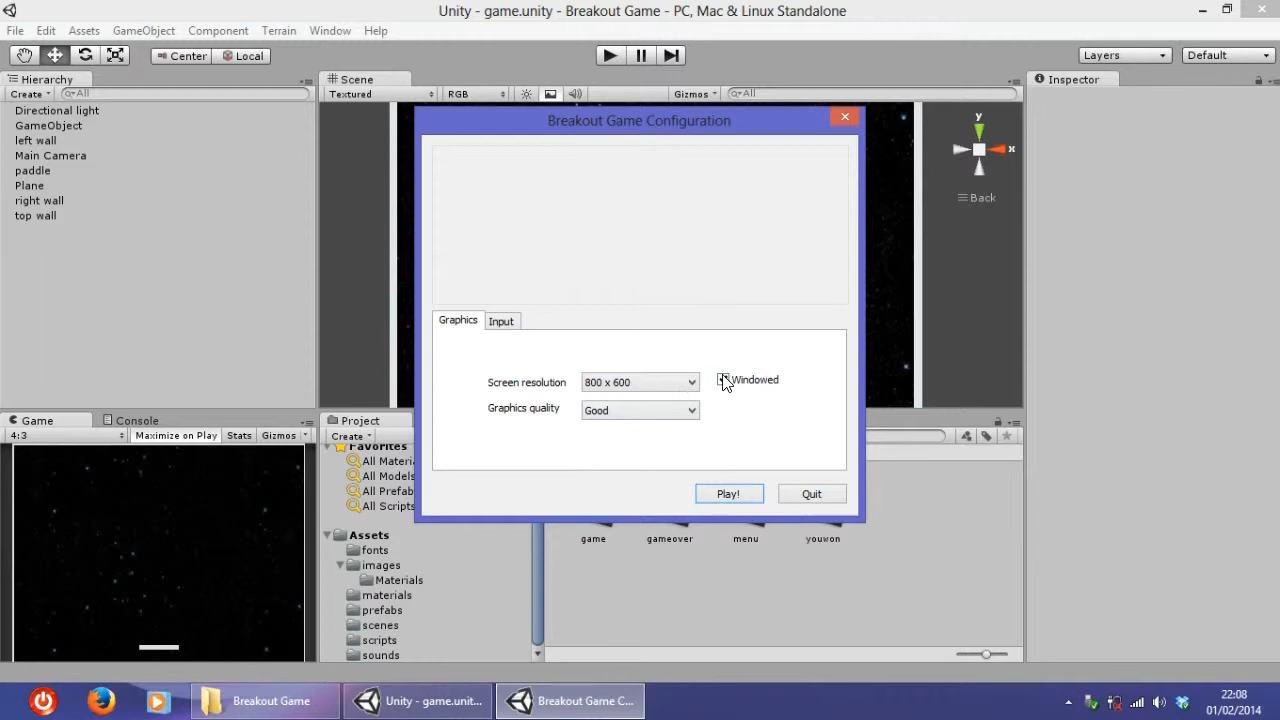 Unity - game.unity - Breakout Game - PC, Mac & Linux Standalone
File Edit Assets GameObject Component Terrain Window Help
Center Local Layers Default
Hierarchy Scene Inspector
Create All Textured RGB Gizmos All
Directional light
GameObject
left wall
Main Camera
paddle
Plane
right wall
top wall
y
x
Back
Breakout Game Configuration
Graphics Input
Screen resolution 800 x 600 Windowed
Graphics quality Good
Play! Quit
Game Console Project
4:3 Maximize on Play Stats Gizmos Create
Favorites
All Materi
All Models
All Prefab
All Scripts
Assets
fonts
images
Materials
materials
prefabs
scenes
scripts
sounds
game gameover menu youwon
Breakout Game Unity - game.unit... Breakout Game C...
22:08
01/02/2014